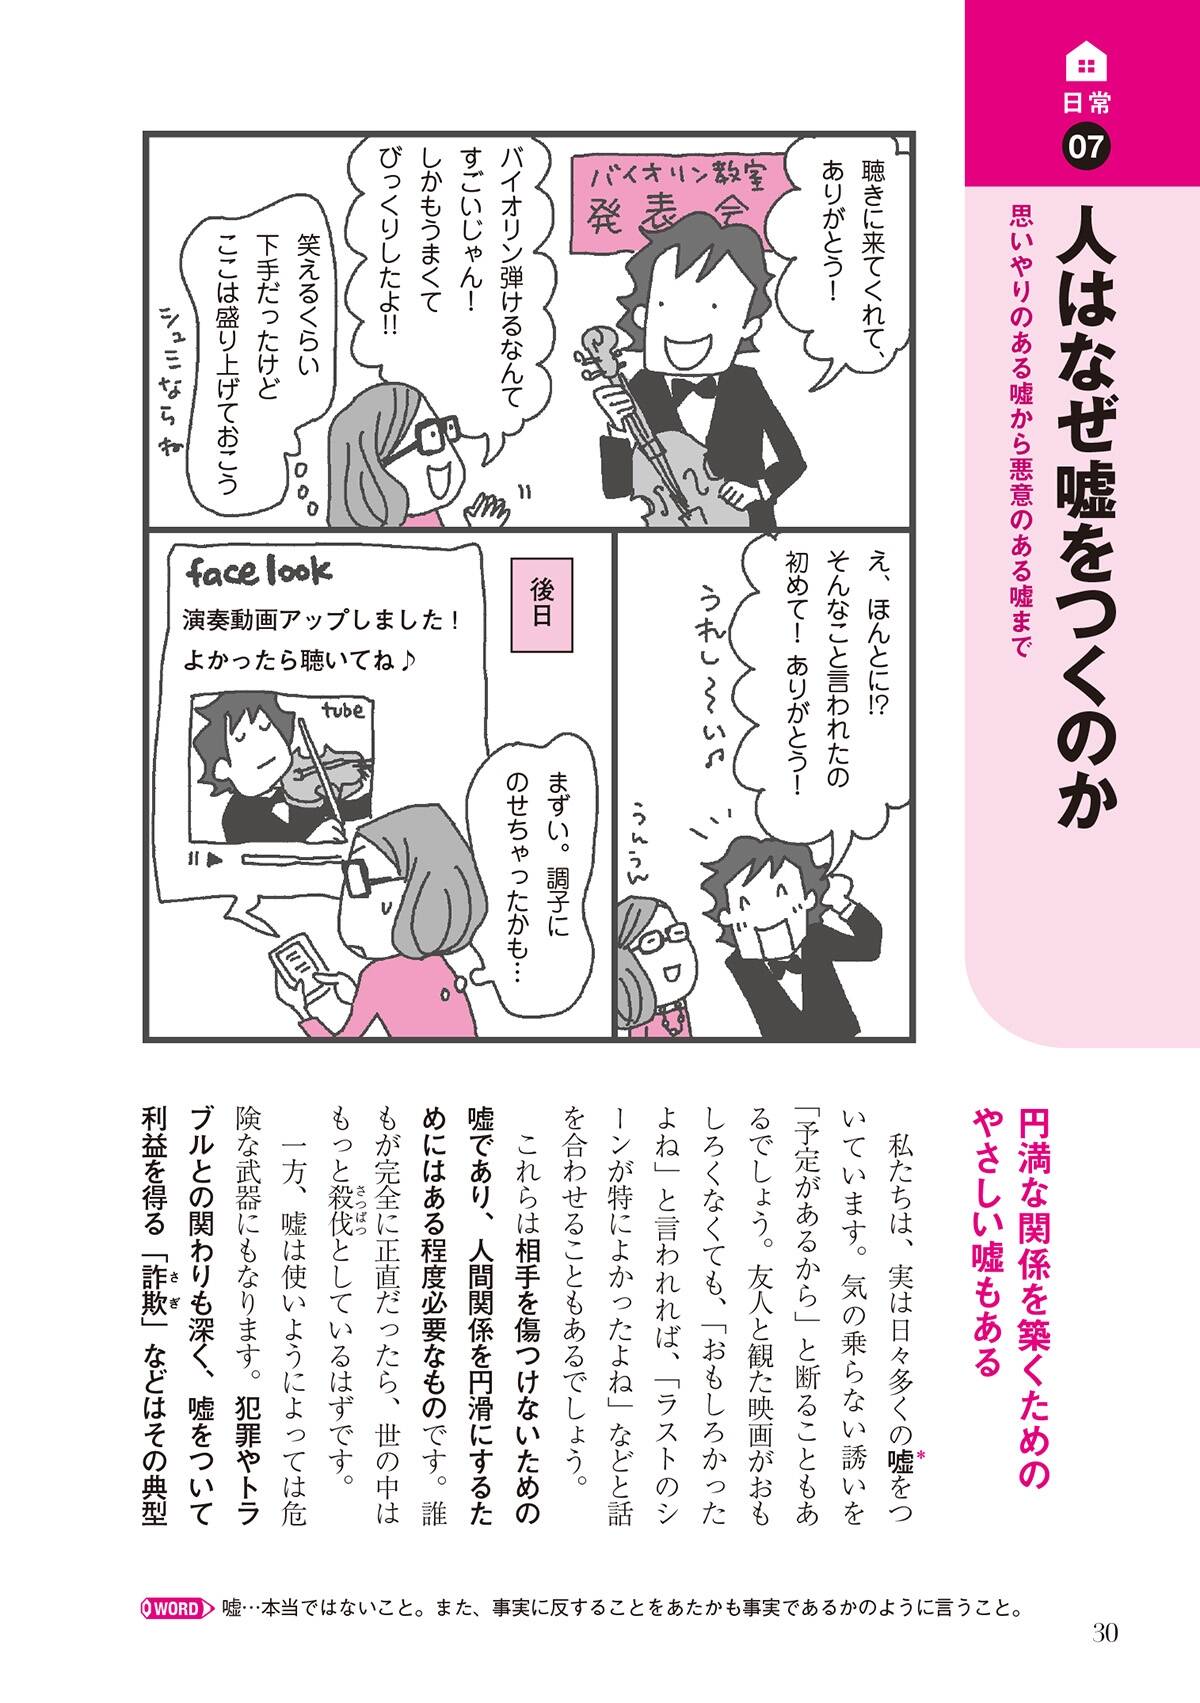 日常
07
人はなぜ嘘をつくのか
思いやりのある嘘から悪意のある嘘まで
聴きに来てくれて、
ありがとう!
バイオリン教室
発表会
バイオリン弾けるなんて
すごいじゃん!
しかもうまくて
びっくりしたよ!!
笑えるくらい
下手だったけど
ここは盛り上げておこう
シュミならね
え、ほんとに!?
そんなこと言われたの
初めて! ありがとう!
うれし〜い♪
うんうん
後日
facelook
演奏動画アップしました!
よかったら聴いてね♪
tube
まずい。調子に
のせちゃったかも…
円満な関係を築くための
やさしい嘘もある
私たちは、実は日々多くの嘘*をつ
いています。気の乗らない誘いを
「予定があるから」と断ることもあ
るでしょう。友人と観た映画がおも
しろくなくても、「おもしろかった
よね」と言われれば、「ラストのシ
ーンが特によかったよね」などと話
を合わせることもあるでしょう。
これらは相手を傷つけないための
嘘であり、人間関係を円滑にするた
めにはある程度必要なものです。誰
もが完全に正直だったら、世の中は
もっと殺伐さつばつとしているはずです。
一方、嘘は使いようによっては危
険な武器にもなります。犯罪やトラ
ブルとの関わりも深く、嘘をついて
利益を得る「詐欺さぎ」などはその典型
WORD 嘘…本当ではないこと。また、事実に反することをあたかも事実であるかのように言うこと。
30